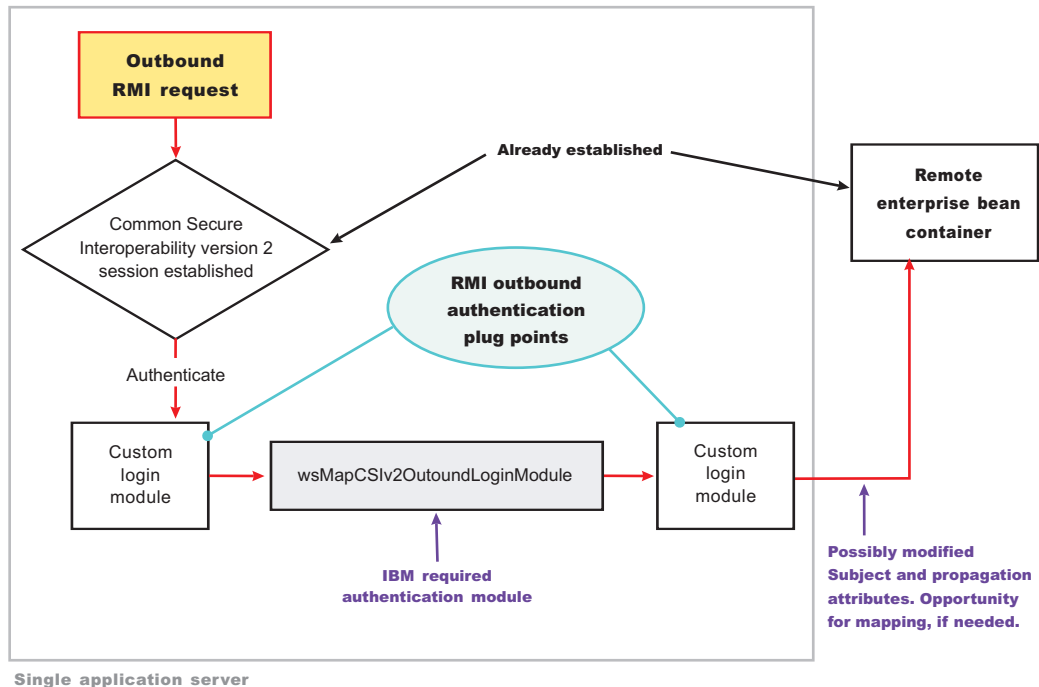 Outbound
RMI request
Already established
Remote
enterprise bean
container
Common Secure
Interoperability version 2
session established
RMI outbound
authentication
plug points
Authenticate
Custom
login
module
wsMapCSIv2OutoundLoginModule
Custom
login
module
IBM required
authentication module
Possibly modified
Subject and propagation
attributes. Opportunity
for mapping, if needed.
Single application server